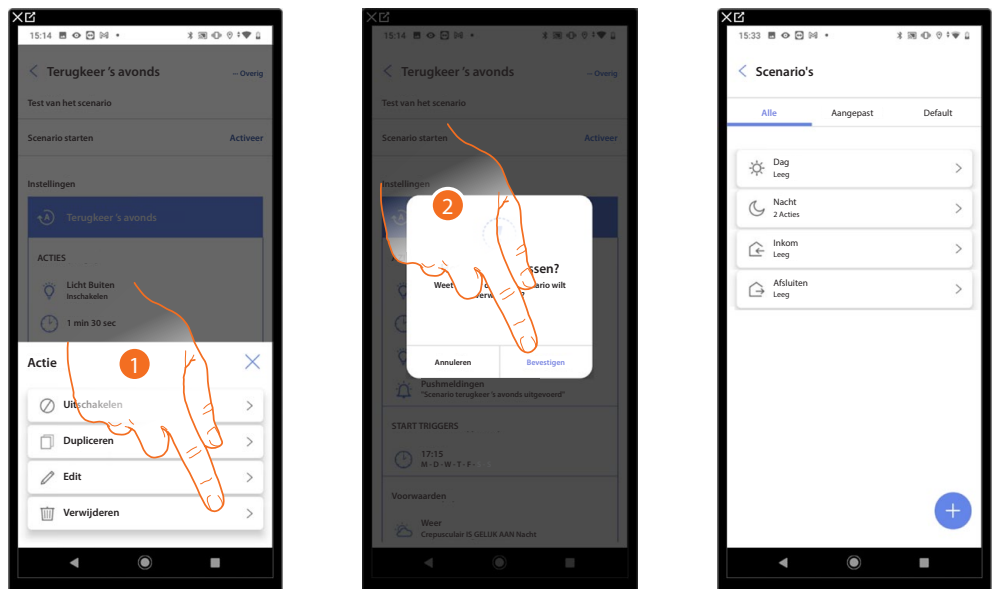 15:14
Terugkeer 's avonds
-- Overig
Test van het scenario
Scenario starten
Activeer
Instellingen
Terugkeer 's avonds
ACTIES
Licht Buiten
Inschakelen
1 min 30 sec
Actie
1
Uitschakelen
Dupliceren
Edit
Verwijderen
15:14
Terugkeer 's avonds
-- Overig
Test van het scenario
Scenario starten
Activeer
Instellingen
2
ssen?
Weet
ario wilt
erw
?
Annuleren
Bevestigen
Pushmeldingen
"Scenario terugkeer 's avonds uitgevoerd"
START TRIGGERS
17:15
M - D - W - T - F -
Voorwaarden
Weer
Crepusculair IS GELIJK AAN Nacht
15:33
Scenario's
Alle
Aangepast
Default
Dag
Leeg
Nacht
2 Acties
Inkom
Leeg
Afsluiten
Leeg